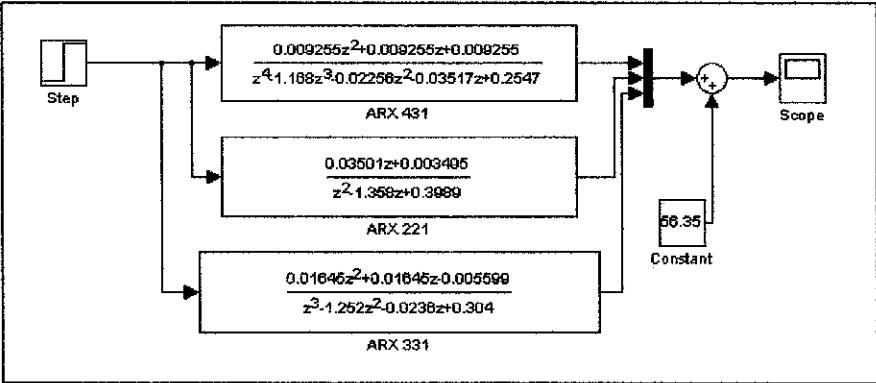 Step
0.009255z²+0.009255z+0.009255
z⁴-1.168z³-0.02256z²-0.03517z+0.2547
ARX 431
Scope
0.03501z+0.003495
z²-1.358z+0.3989
ARX 221
56.35
Constant
0.01645z²+0.01645z-0.005599
z³-1.252z²-0.0238z+0.304
ARX 331